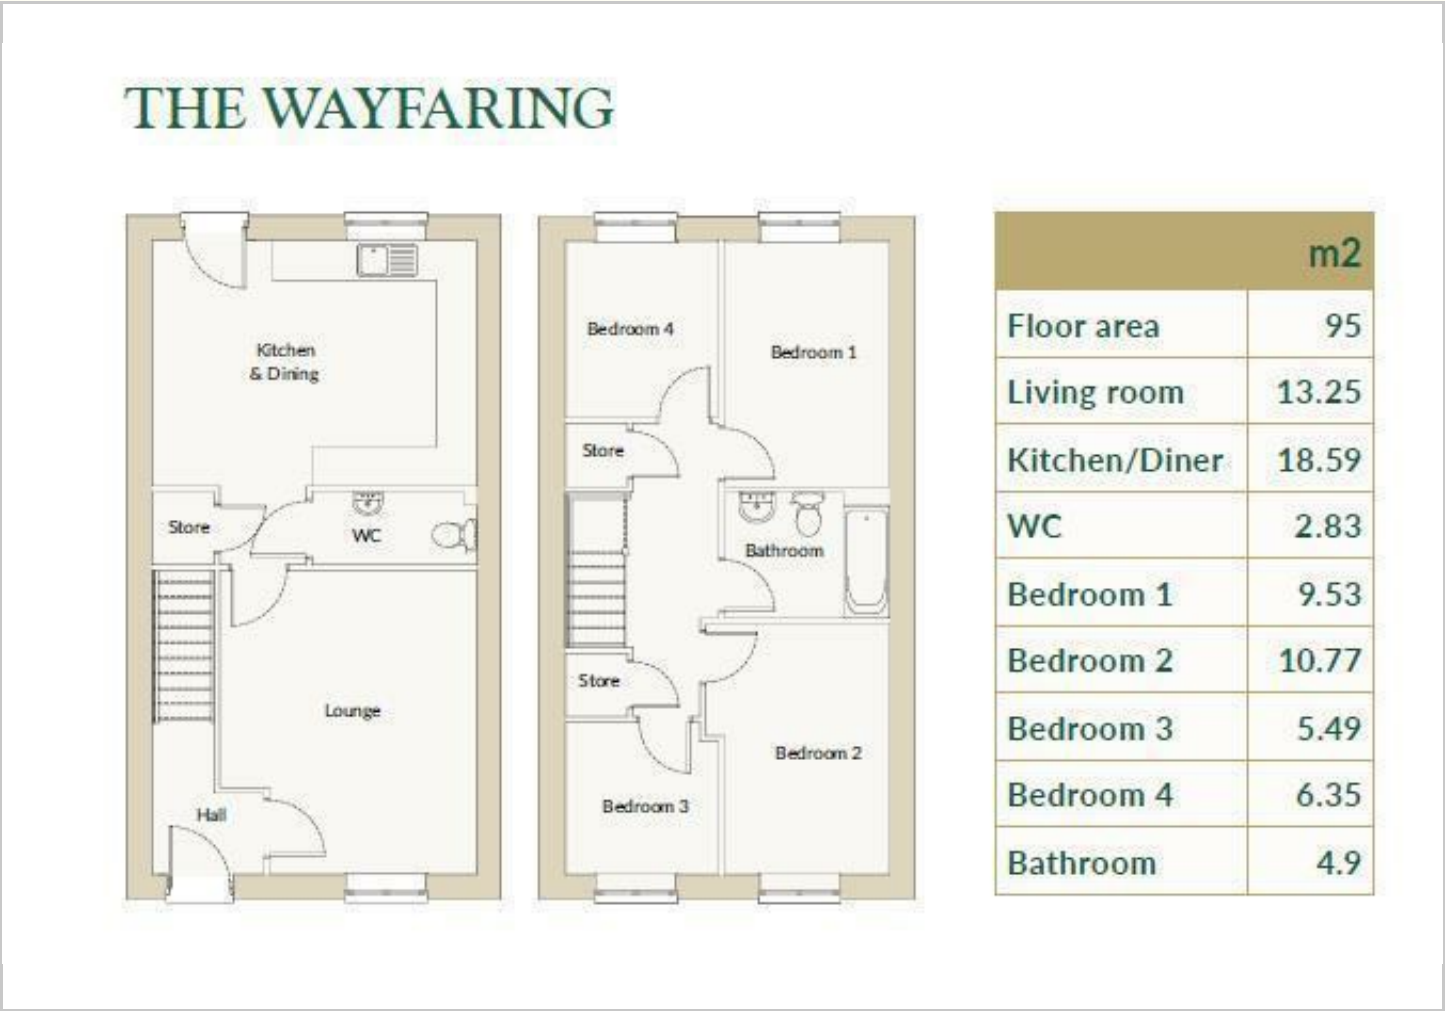 THE WAYFARING
Kitchen
& Dining
Store
WC
Lounge
Hall
Bedroom 4
Bedroom 1
Store
Bathroom
Store
Bedroom 2
Bedroom 3
m2
Floor area 95
Living room 13.25
Kitchen/Diner 18.59
WC 2.83
Bedroom 1 9.53
Bedroom 2 10.77
Bedroom 3 5.49
Bedroom 4 6.35
Bathroom 4.9